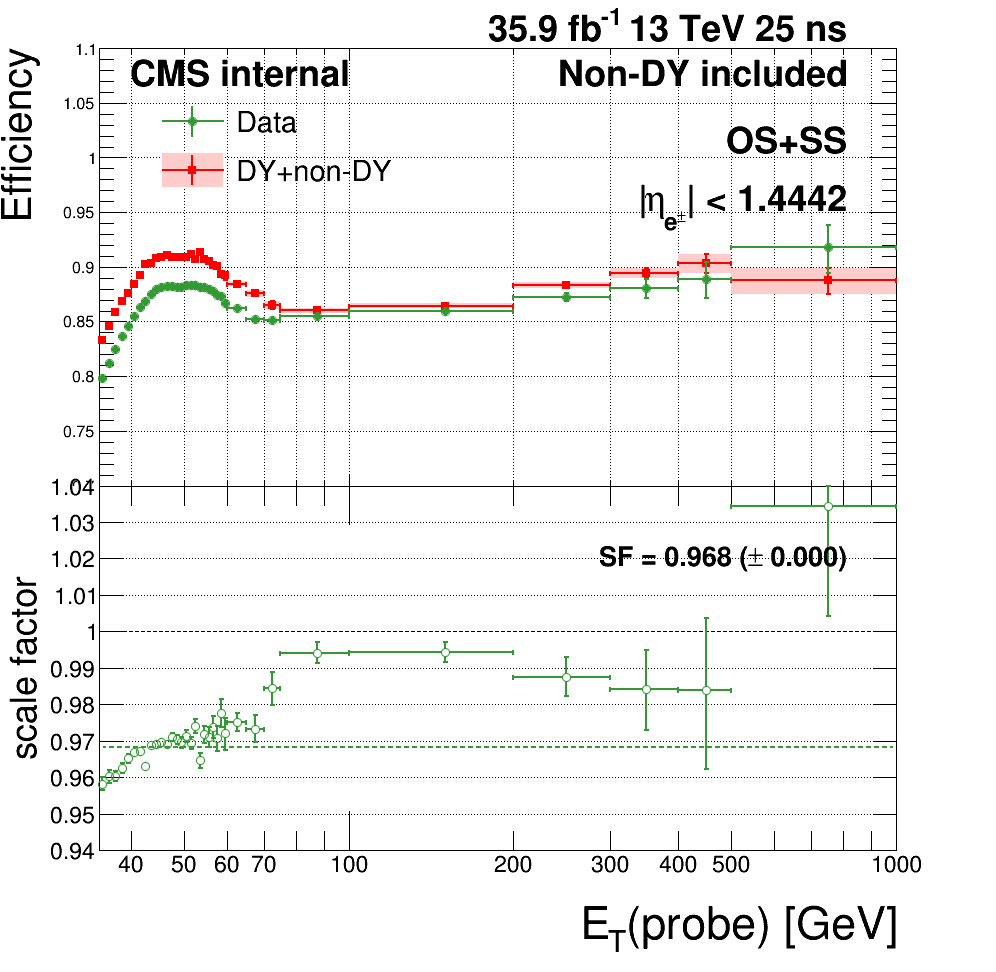 35.9 fb⁻¹ 13 TeV 25 ns
CMS internal
Non-DY included
Data
OS+SS
DY+non-DY
|η_e±| < 1.4442
Efficiency
1.1
1.05
1
0.95
0.9
0.85
0.8
0.75
1.04
1.03
1.02
1.01
1
0.99
0.98
0.97
0.96
0.95
0.94
SF = 0.968 (± 0.000)
scale factor
40 50 60 70 100 200 300 400 500 1000
E_T(probe) [GeV]